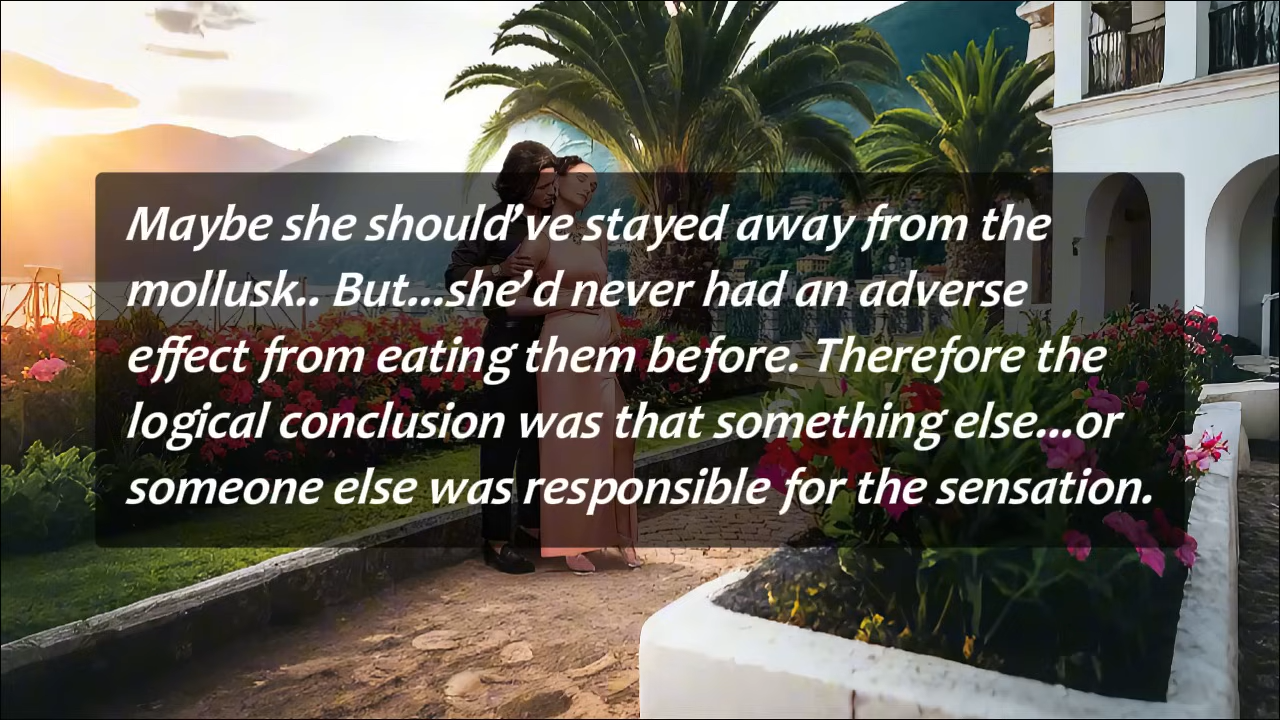 Maybe she should’ve stayed away from the
mollusk.. But...she’d never had an adverse
effect from eating them before. Therefore the
logical conclusion was that something else...or
someone else was responsible for the sensation.